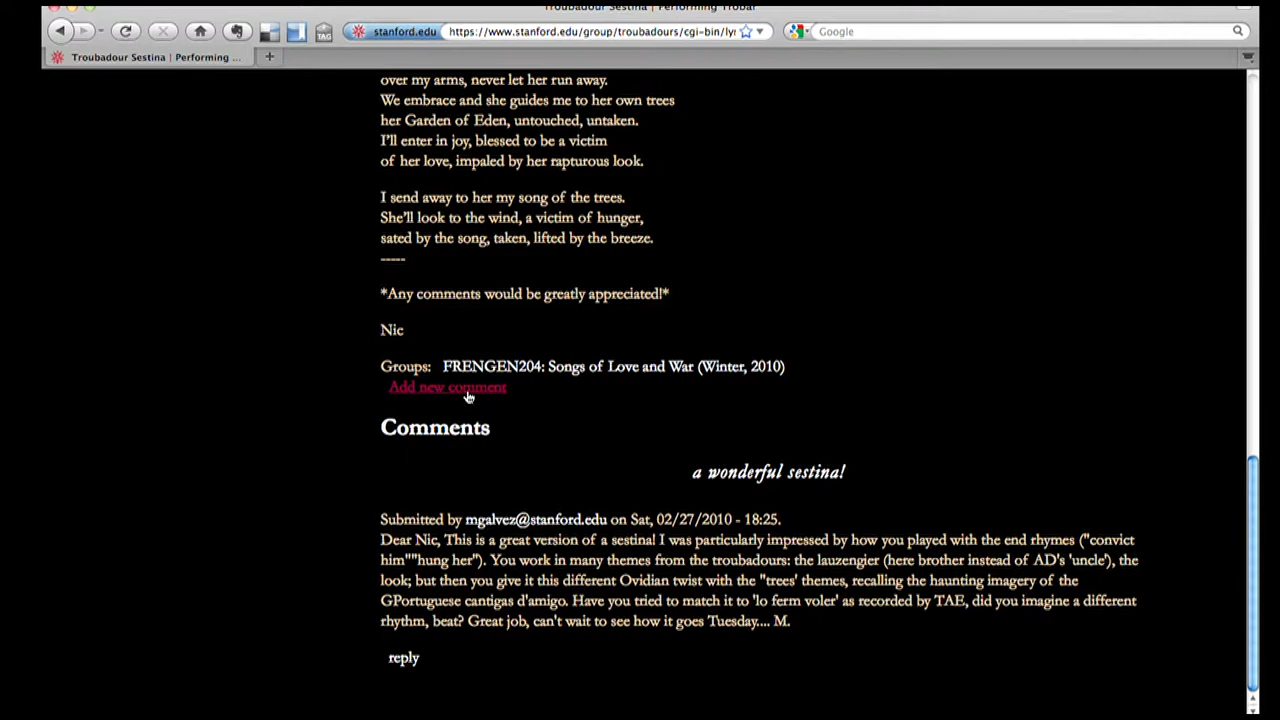 Troubadour Sestina | Performing Trobar
stanford.edu https://www.stanford.edu/group/troubadours/cgi-bin/lyr Google
TAG
Troubadour Sestina | Performing ...
over my arms, never let her run away.
We embrace and she guides me to her own trees
her Garden of Eden, untouched, untaken.
I'll enter in joy, blessed to be a victim
of her love, impaled by her rapturous look.
I send away to her my song of the trees.
She'll look to the wind, a victim of hunger,
sated by the song, taken, lifted by the breeze.
-----
*Any comments would be greatly appreciated!*
Nic
Groups: FRENGEN204: Songs of Love and War (Winter, 2010)
Add new comment
Comments
a wonderful sestina!
Submitted by mgalvez@stanford.edu on Sat, 02/27/2010 - 18:25.
Dear Nic, This is a great version of a sestina! I was particularly impressed by how you played with the end rhymes ("convict
him""hung her"). You work in many themes from the troubadours: the lauzengier (here brother instead of AD's 'uncle'), the
look; but then you give it this different Ovidian twist with the "trees' themes, recalling the haunting imagery of the
GPortuguese cantigas d'amigo. Have you tried to match it to 'lo ferm voler' as recorded by TAE, did you imagine a different
rhythm, beat? Great job, can't wait to see how it goes Tuesday.... M.
reply